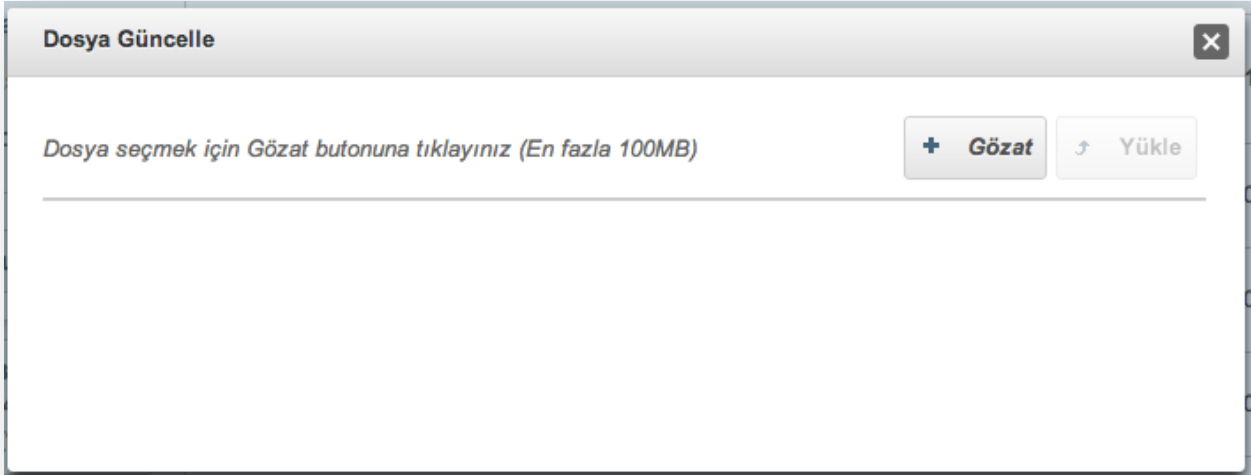 Dosya Güncelle
Dosya seçmek için Gözat butonuna tıklayınız (En fazla 100MB)
Gözat
Yükle